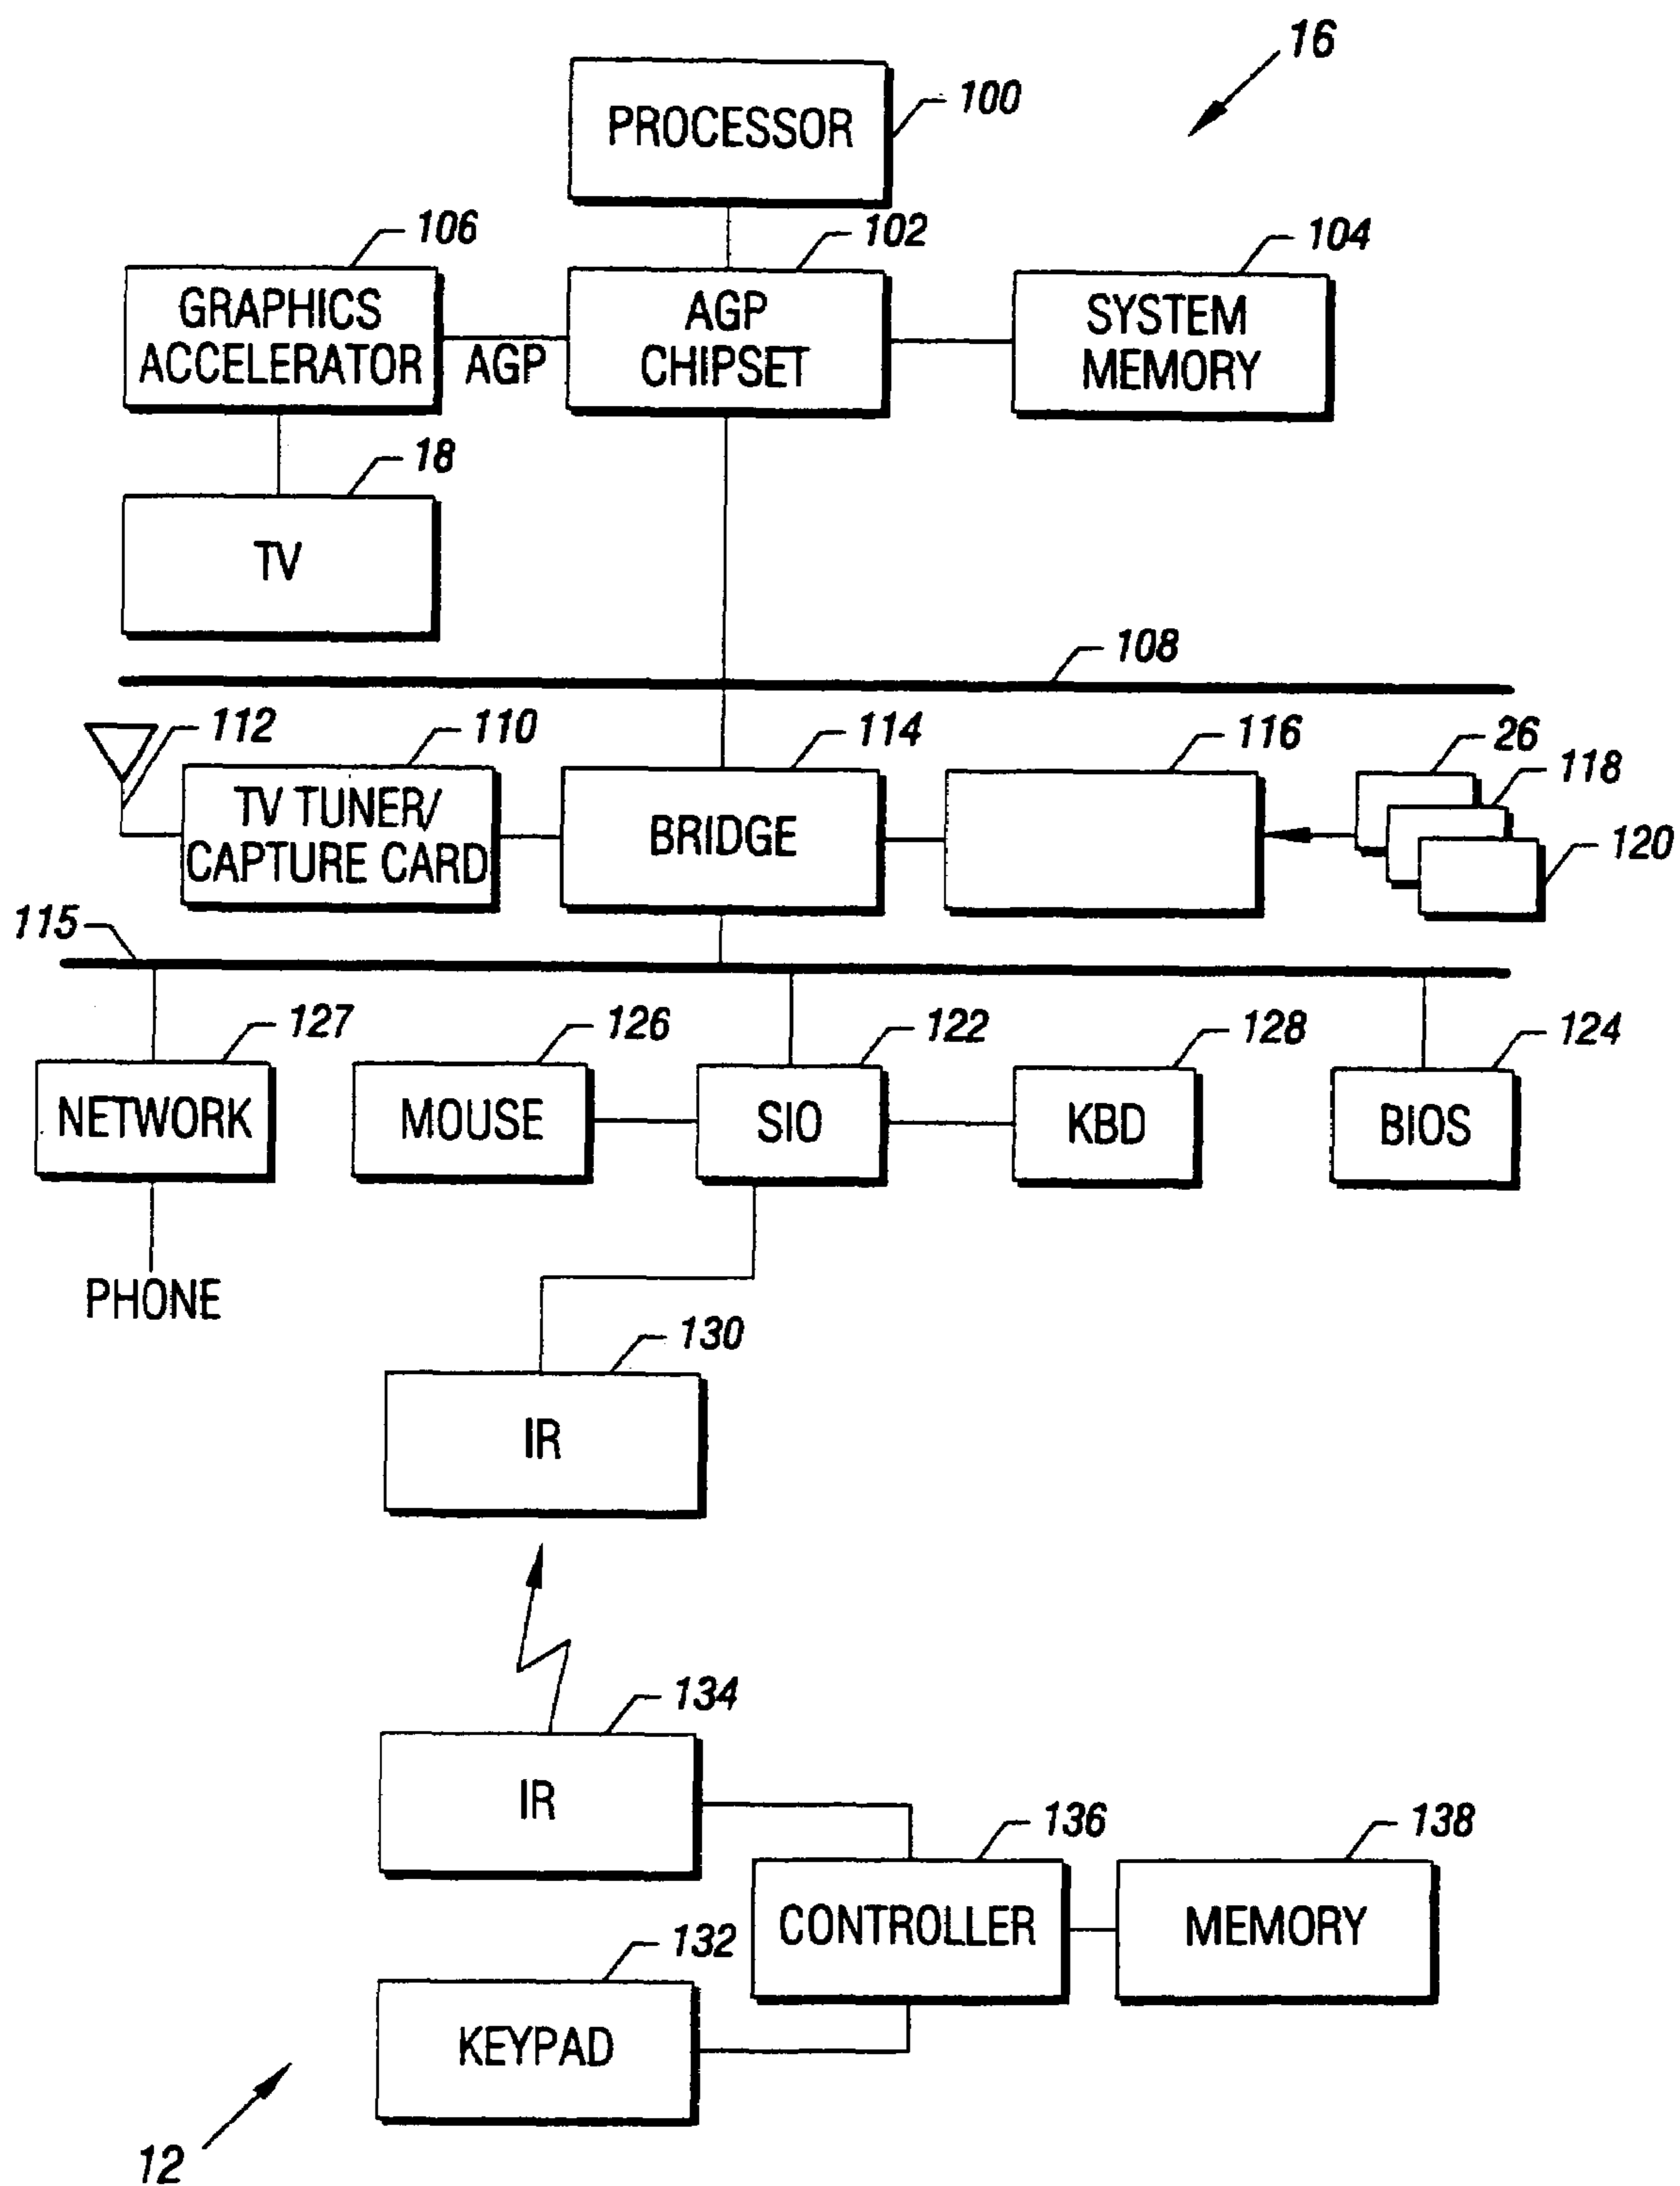 16
PROCESSOR
100
106
102
104
GRAPHICS
ACCELERATOR
AGP
AGP
CHIPSET
SYSTEM
MEMORY
18
TV
108
112
110
114
116
26
118
TV TUNER/
CAPTURE CARD
BRIDGE
120
115
127
126
122
128
124
NETWORK
MOUSE
SIO
KBD
BIOS
PHONE
130
IR
134
IR
136
138
CONTROLLER
MEMORY
132
KEYPAD
12